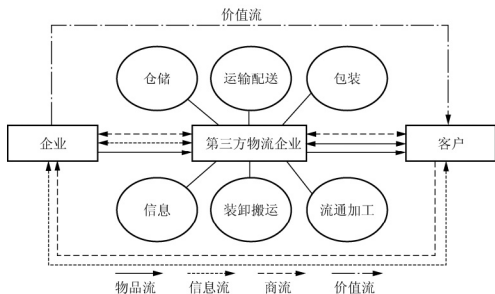 价值流
仓储
运输配送
包装
企业
第三方物流企业
客户
信息
装卸搬运
流通加工
物品流
信息流
商流
价值流